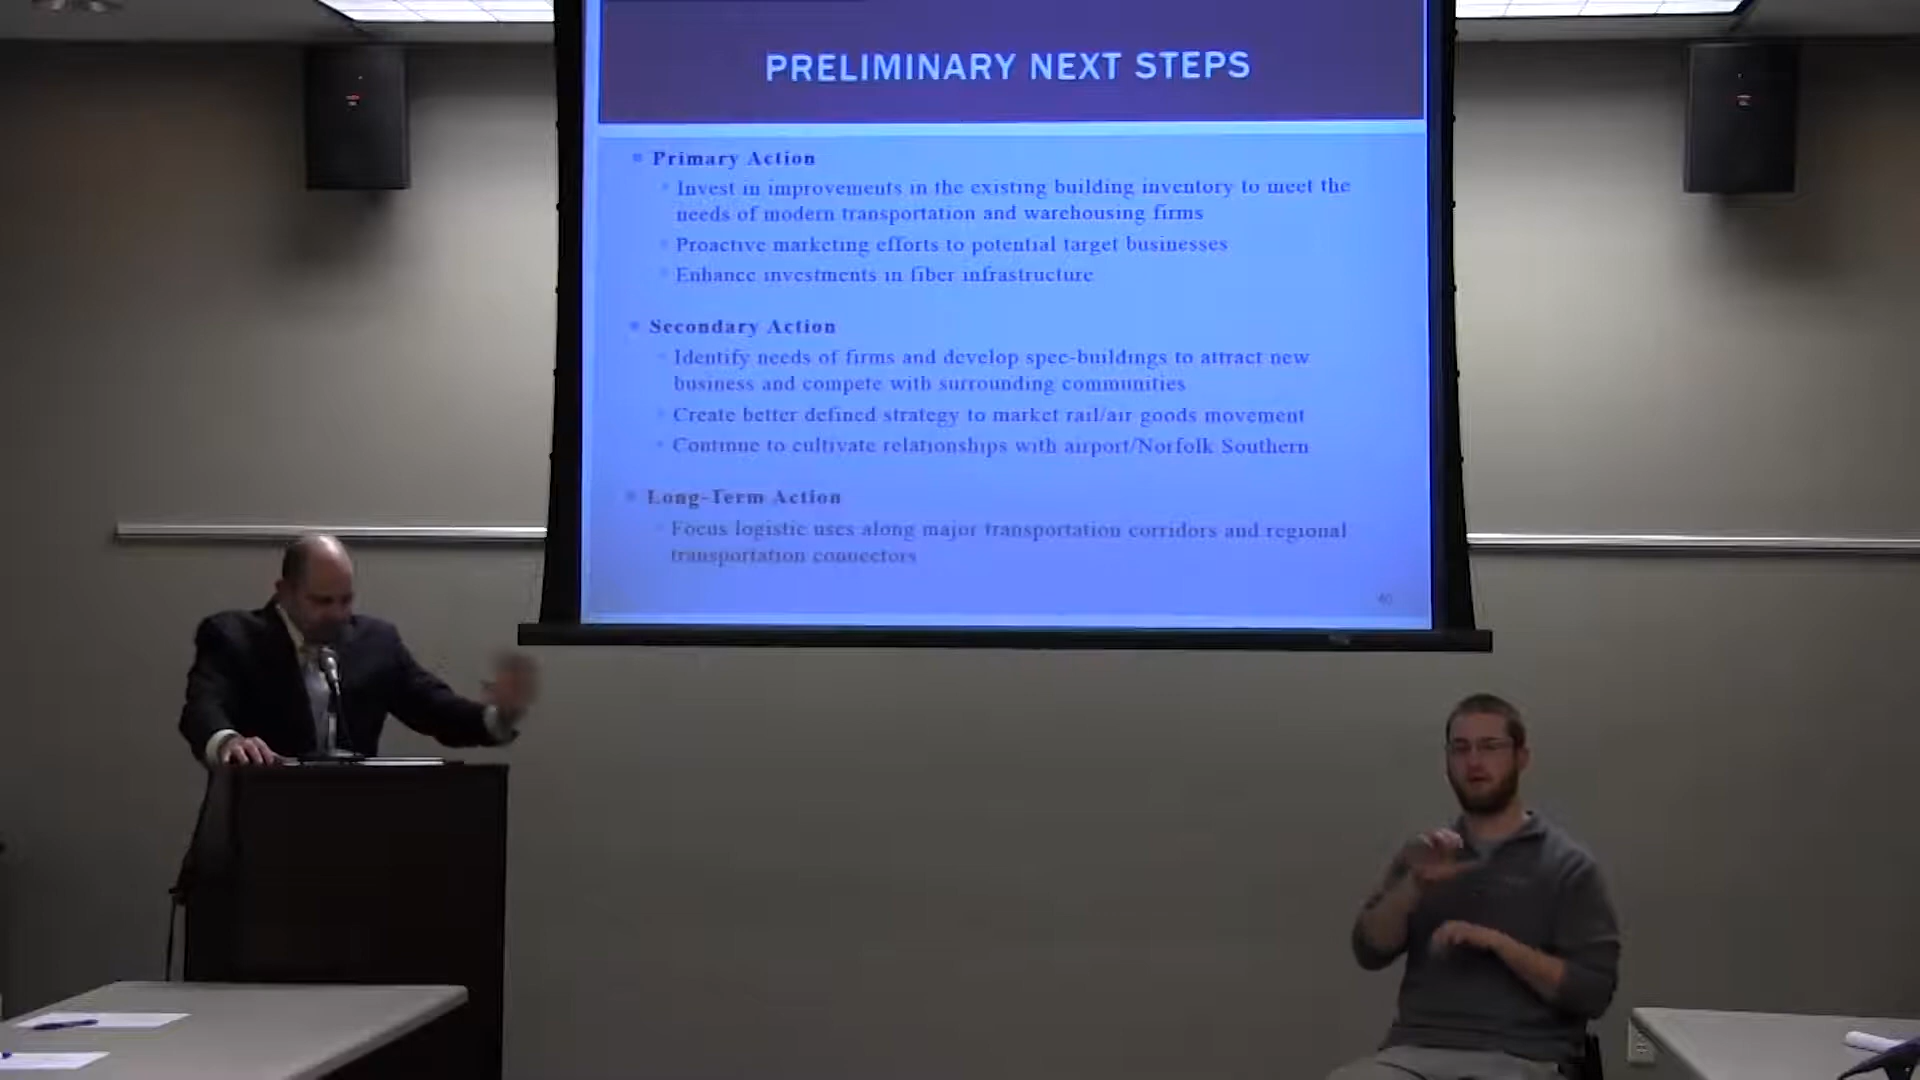 PRELIMINARY NEXT STEPS
Primary Action
Invest in improvements in the existing building inventory to meet the
needs of modern transportation and warehousing firms
Proactive marketing efforts to potential target businesses
Enhance investments in fiber infrastructure
Secondary Action
Identify needs of firms and develop spec-buildings to attract new
business and compete with surrounding communities
Create better defined strategy to market rail/air goods movement
Continue to cultivate relationships with airport/Norfolk Southern
Long-Term Action
Focus logistic uses along major transportation corridors and regional
transportation connectors